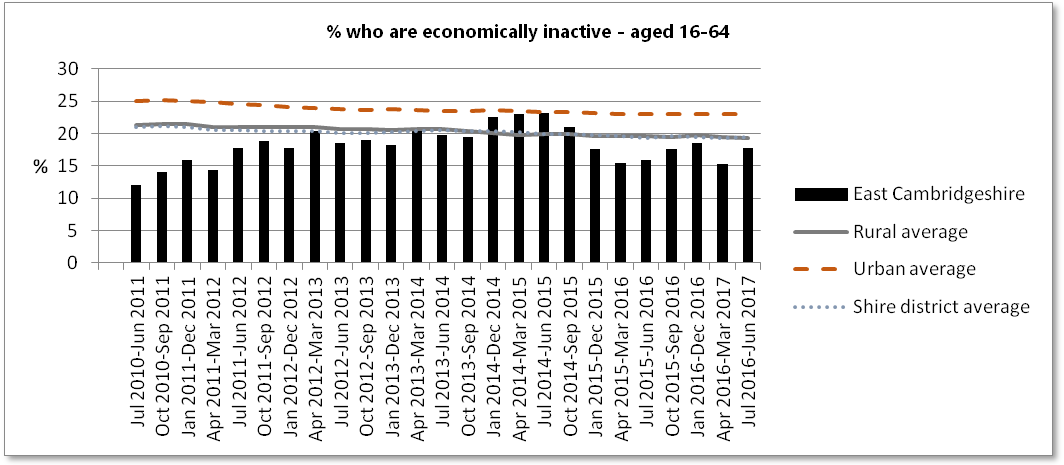 % who are economically inactive - aged 16-64
30
25
20
15
10
5
0
%
Jul 2010-Jun 2011
Oct 2010-Sep 2011
Jan 2011-Dec 2011
Apr 2011-Mar 2012
Jul 2011-Jun 2012
Oct 2011-Sep 2012
Jan 2012-Dec 2012
Apr 2012-Mar 2013
Jul 2012-Jun 2013
Oct 2012-Sep 2013
Jan 2013-Dec 2013
Apr 2013-Mar 2014
Jul 2013-Jun 2014
Oct 2013-Sep 2014
Jan 2014-Dec 2014
Apr 2014-Mar 2015
Jul 2014-Jun 2015
Oct 2014-Sep 2015
Jan 2015-Dec 2015
Apr 2015-Mar 2016
Jul 2015-Jun 2016
Oct 2015-Sep 2016
Jan 2016-Dec 2016
Apr 2016-Mar 2017
Jul 2016-Jun 2017
East Cambridgeshire
Rural average
Urban average
Shire district average